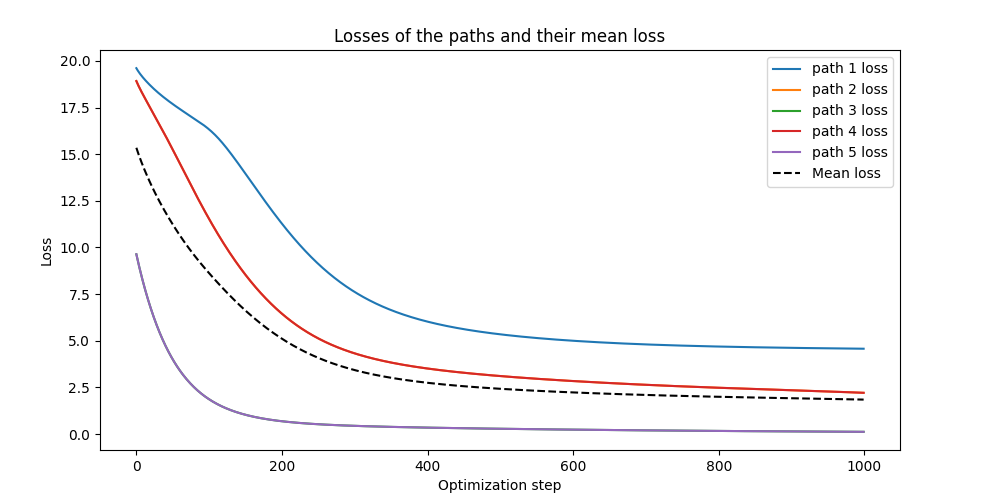 Losses of the paths and their mean loss
20.0
17.5
15.0
12.5
10.0
7.5
5.0
2.5
0.0
Loss
path 1 loss
path 2 loss
path 3 loss
path 4 loss
path 5 loss
Mean loss
0
200
400
600
800
1000
Optimization step